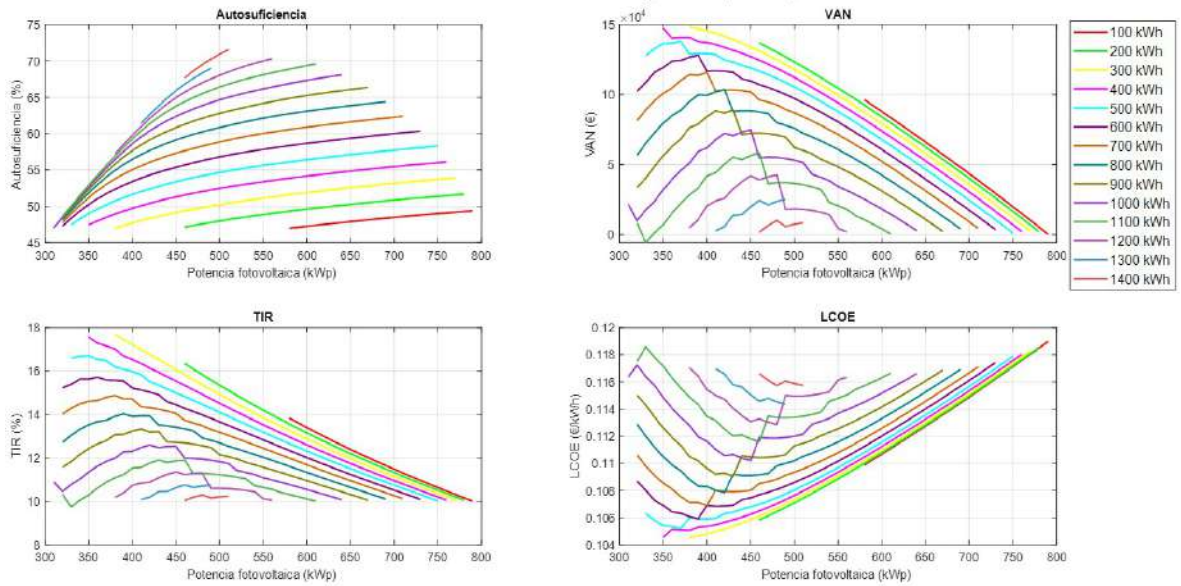 Autosuficiencia
75
70
65
60
55
50
45
Autosuficiencia (%)
300 350 400 450 500 550 600 650 700 750 800
Potencia fotovoltaica (kWp)
VAN
×10⁴
15
10
5
0
VAN (€)
300 350 400 450 500 550 600 650 700 750 800
Potencia fotovoltaica (kWp)
100 kWh
200 kWh
300 kWh
400 kWh
500 kWh
600 kWh
700 kWh
800 kWh
900 kWh
1000 kWh
1100 kWh
1200 kWh
1300 kWh
1400 kWh
TIR
18
16
14
12
10
8
TIR (%)
300 350 400 450 500 550 600 650 700 750 800
Potencia fotovoltaica (kWp)
LCOE
0.12
0.118
0.116
0.114
0.112
0.11
0.108
0.106
0.104
LCOE (€/kWh)
300 350 400 450 500 550 600 650 700 750 800
Potencia fotovoltaica (kWp)